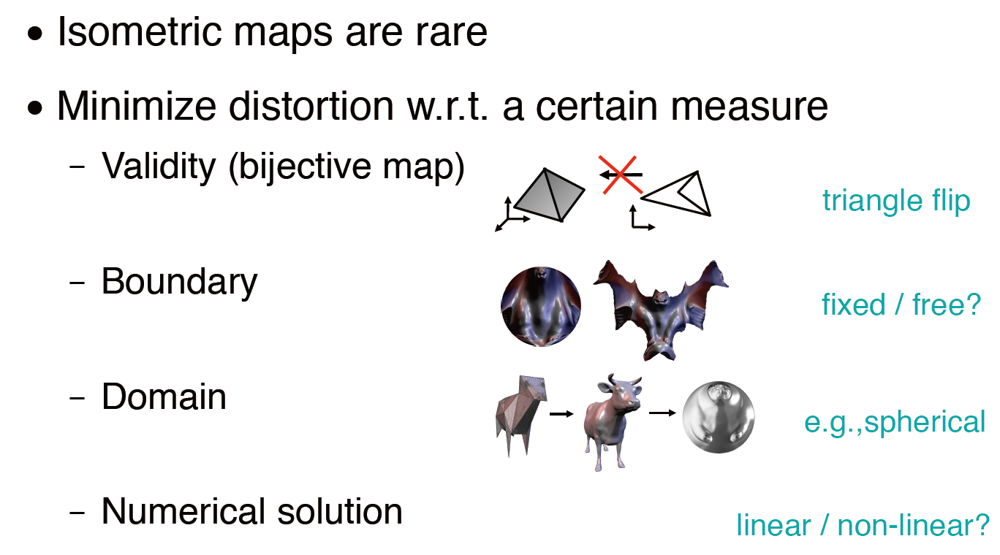 • Isometric maps are rare
• Minimize distortion w.r.t. a certain measure
– Validity (bijective map)
triangle flip
– Boundary
fixed / free?
– Domain
e.g.,spherical
– Numerical solution
linear / non-linear?